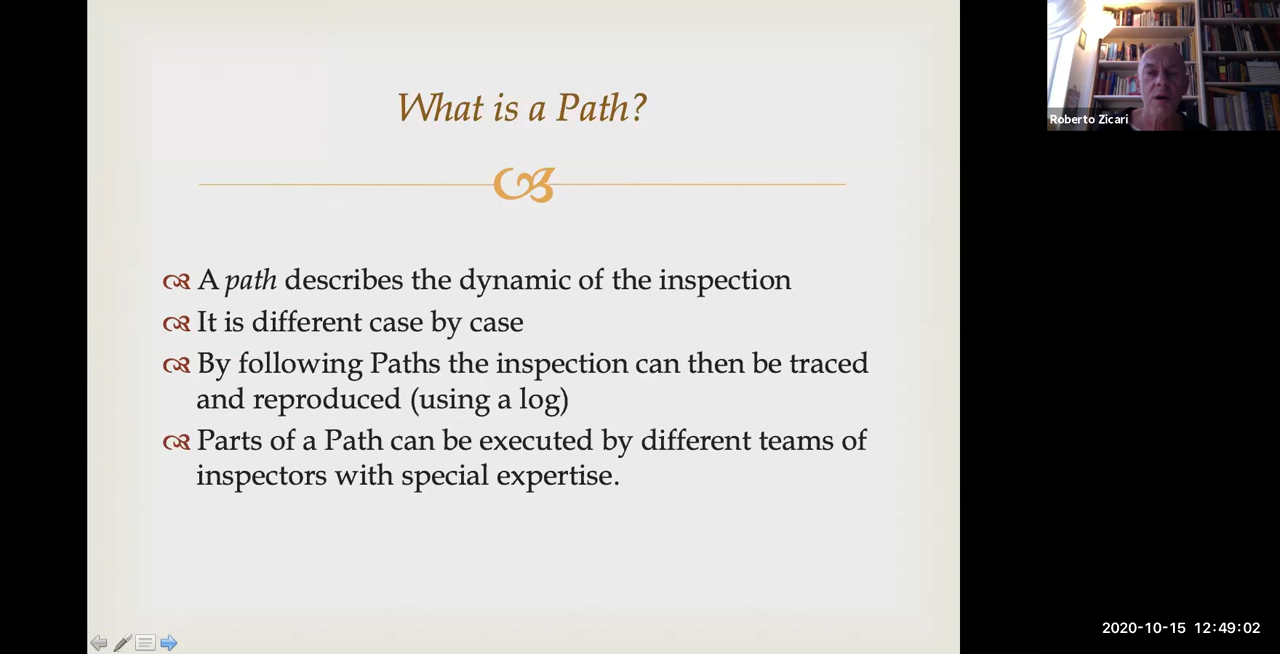 What is a Path?
A path describes the dynamic of the inspection
It is different case by case
By following Paths the inspection can then be traced
and reproduced (using a log)
Parts of a Path can be executed by different teams of
inspectors with special expertise.
Roberto Zicari
2020-10-15 12:49:02